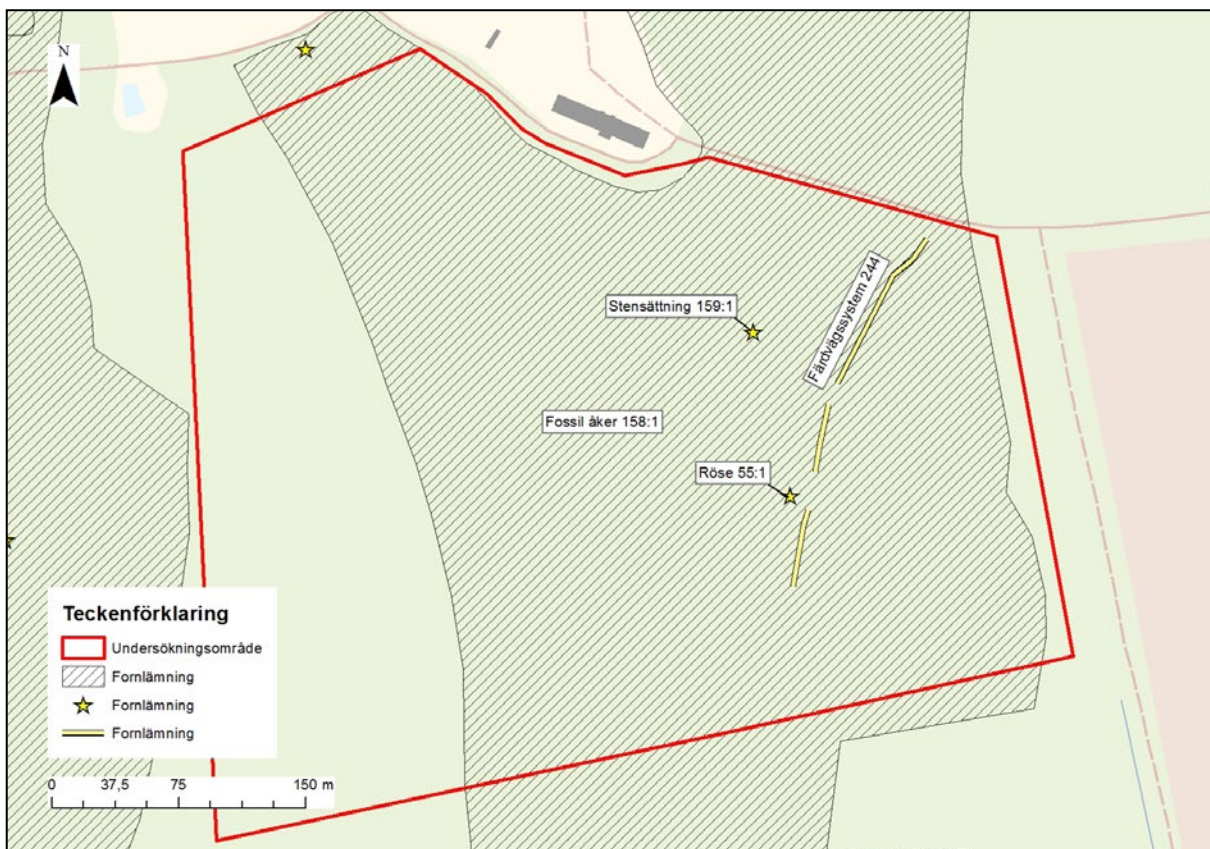 N
Stensättning 159:1
Färdvägssystem 244
Fossil åker 158:1
Röse 55:1
Teckenförklaring
Undersökningsområde
Fornlämning
Fornlämning
Fornlämning
0 37,5 75 150 m